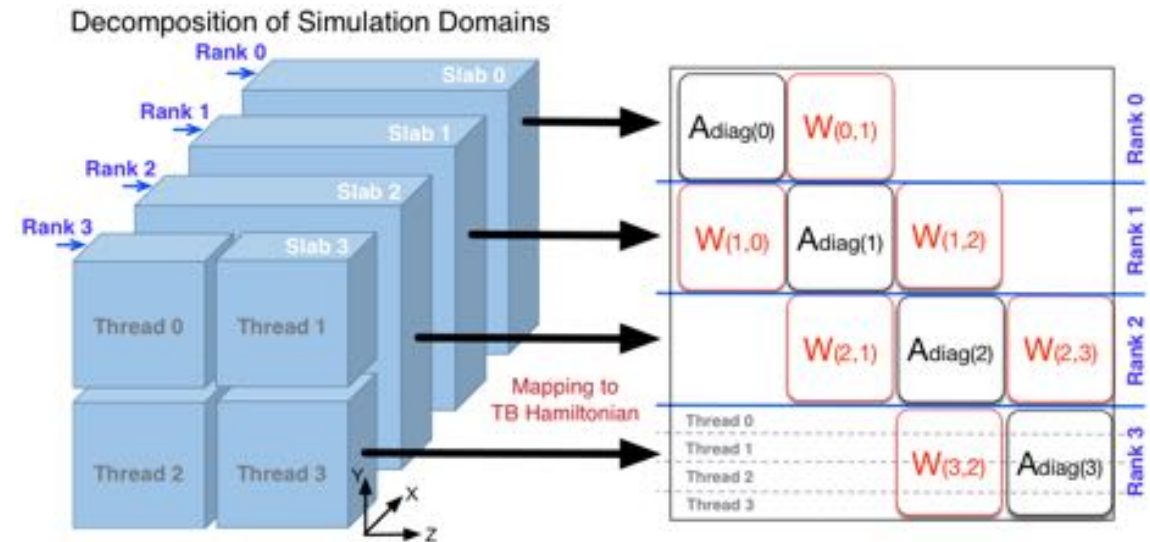 Decomposition of Simulation Domains
Rank 0
Slab 0
Rank 1
Slab 1
Rank 2
Slab 2
Rank 3
Slab 3
Thread 0
Thread 1
Thread 2
Thread 3
Y
X
Z
Mapping to
TB Hamiltonian
Adiag(0) W(0,1)
Rank 0
W(1,0) Adiag(1) W(1,2)
Rank 1
W(2,1) Adiag(2) W(2,3)
Rank 2
Thread 0
Thread 1
Thread 2
Thread 3
W(3,2) Adiag(3)
Rank 3